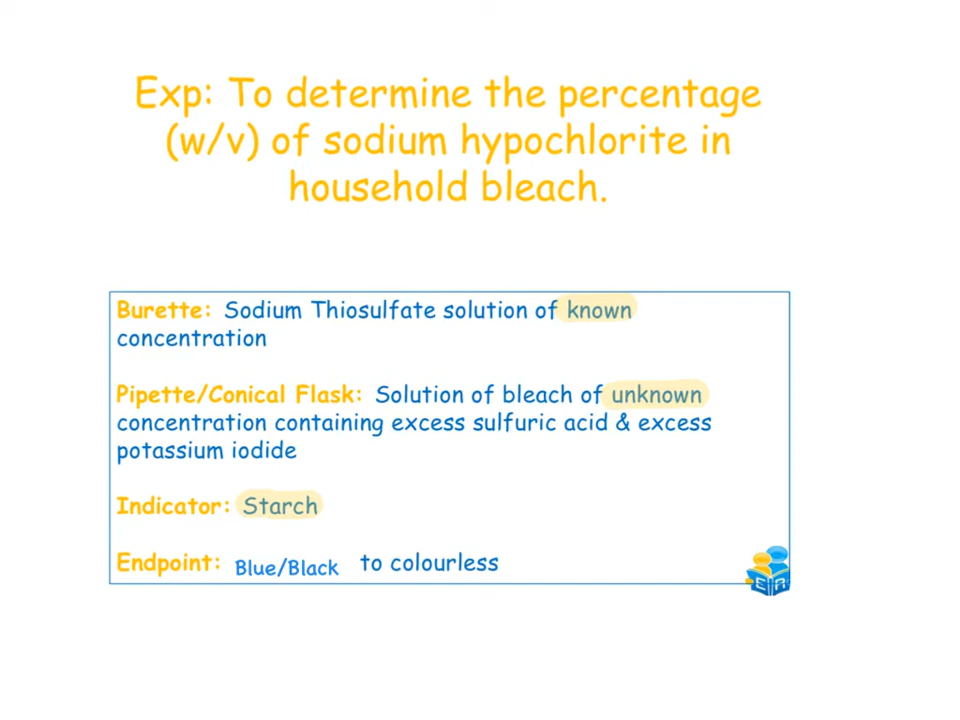 Exp: To determine the percentage
(w/v) of sodium hypochlorite in
household bleach.
Burette: Sodium Thiosulfate solution of known
concentration
Pipette/Conical Flask: Solution of bleach of unknown
concentration containing excess sulfuric acid & excess
potassium iodide
Indicator: Starch
Endpoint: Blue/Black to colourless